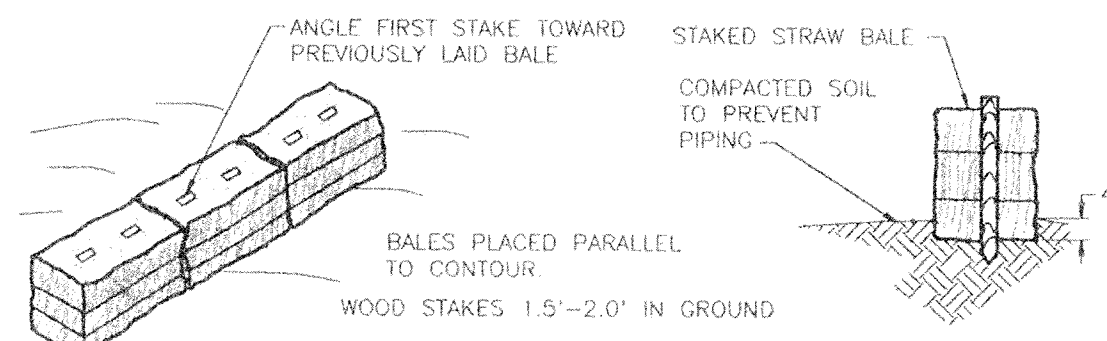 ANGLE FIRST STAKE TOWARD
PREVIOUSLY LAID BALE
STAKED STRAW BALE
COMPACTED SOIL
TO PREVENT
PIPING
BALES PLACED PARALLEL
TO CONTOUR.
WOOD STAKES 1.5'-2.0' IN GROUND